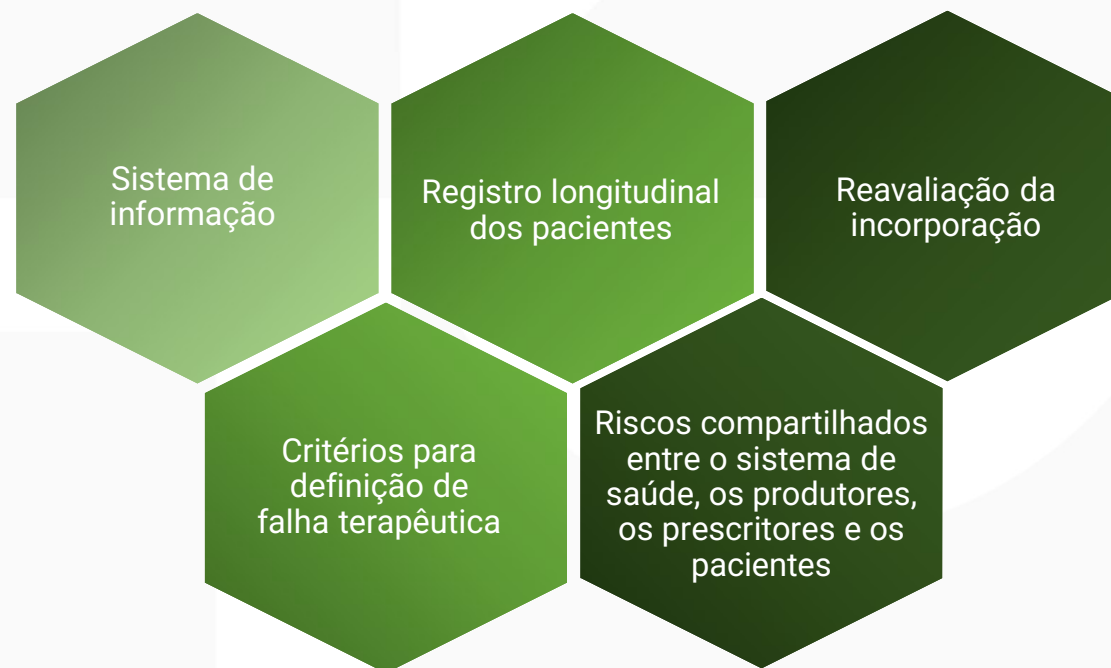 Sistema de
informação
Registro longitudinal
dos pacientes
Reavaliação da
incorporação
Critérios para
definição de
falha terapêutica
Riscos compartilhados
entre o sistema de
saúde, os produtores,
os prescritores e os
pacientes